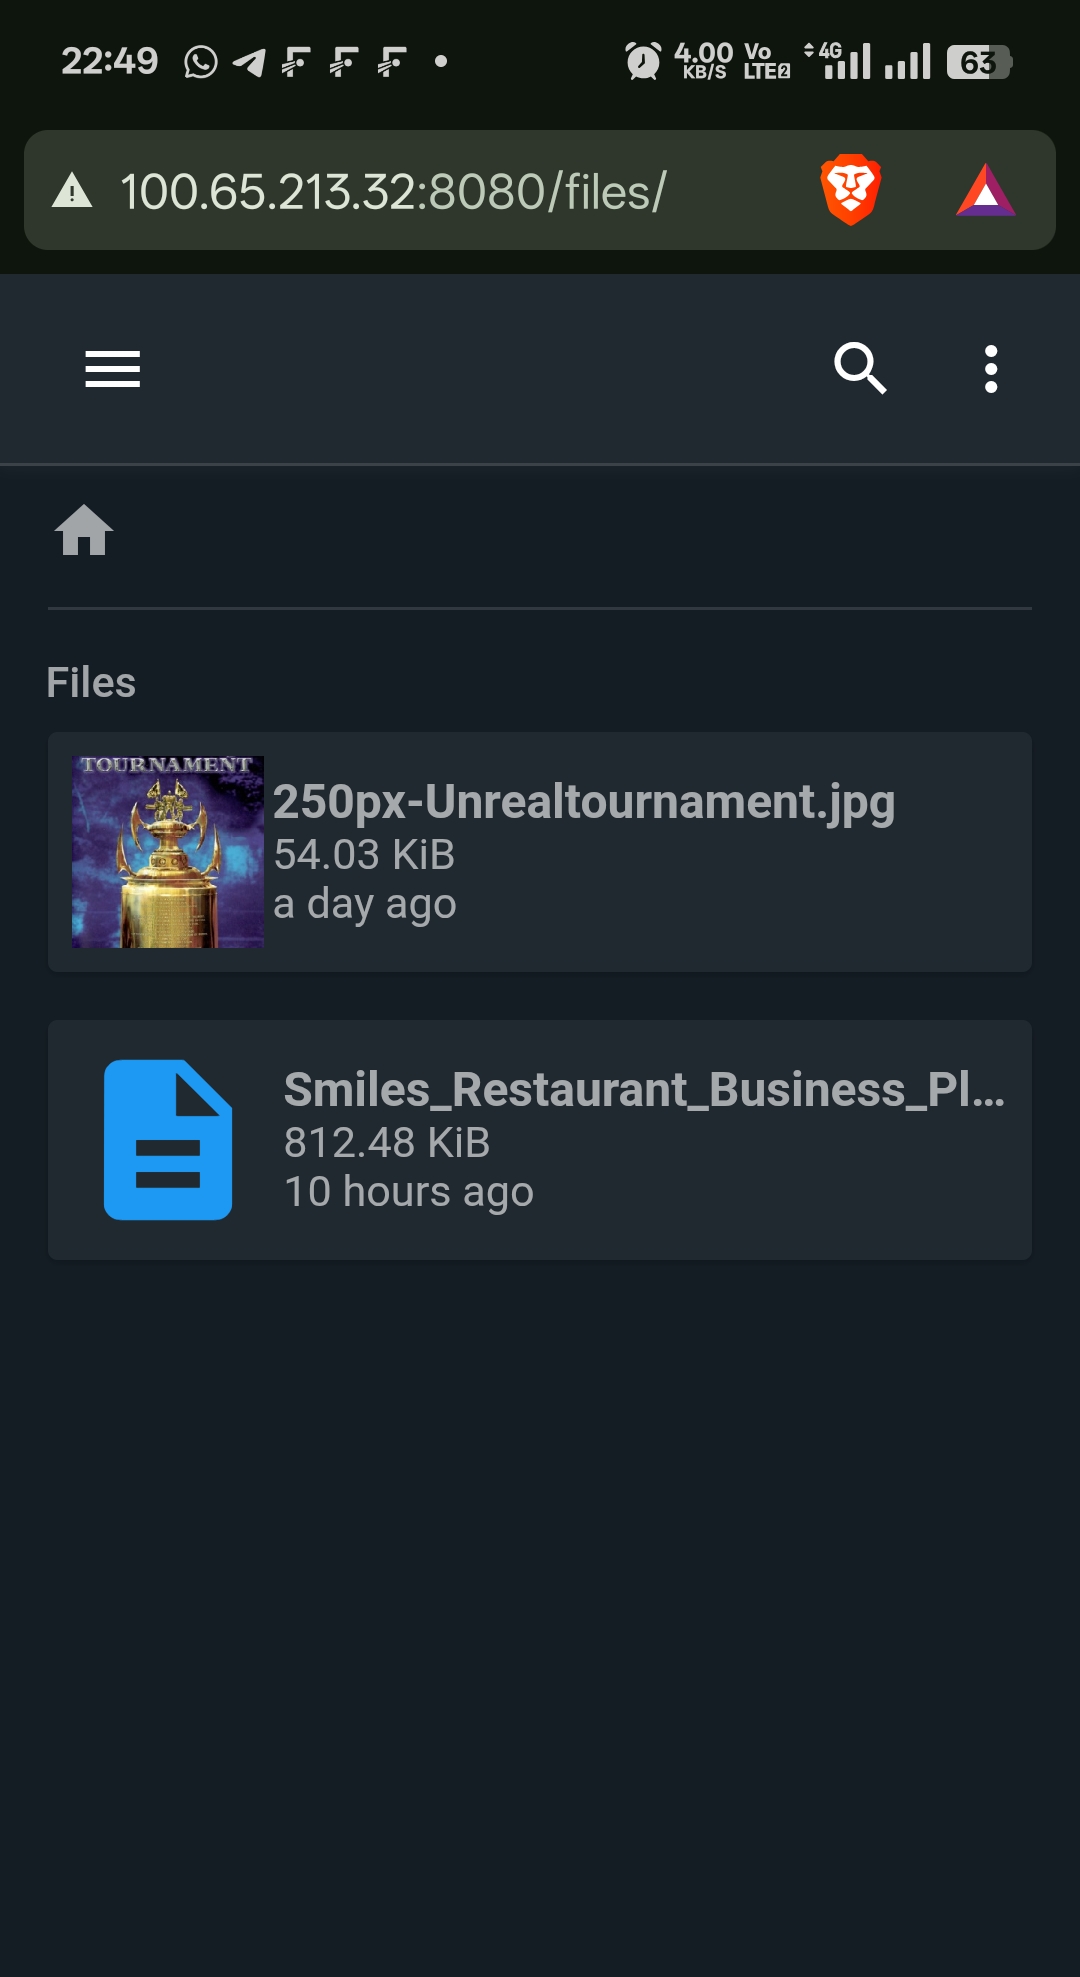 22:49
4.00
KB/S
Vo
LTE2
4G
63
100.65.213.32:8080/files/
Files
TOURNAMENT
250px-Unrealtournament.jpg
54.03 KiB
a day ago
Smiles_Restaurant_Business_Pl...
812.48 KiB
10 hours ago